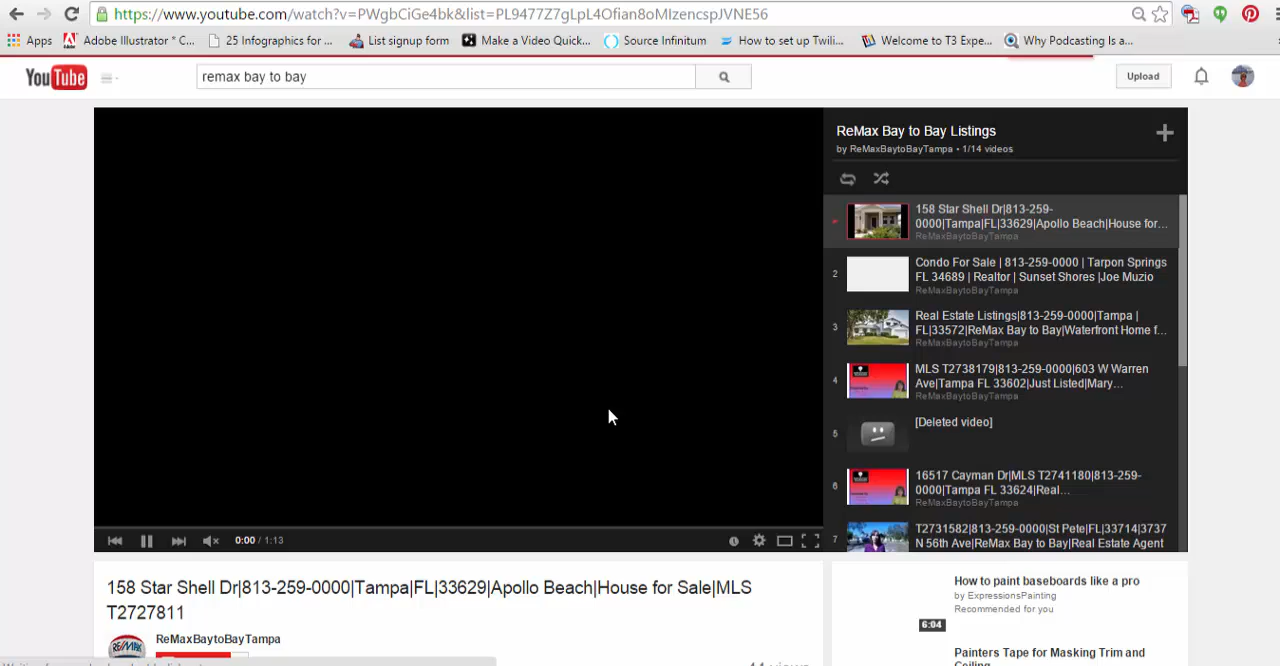 https://www.youtube.com/watch?v=PWgbCiGe4bk&list=PL9477Z7gLpL4Ofian8oMIzencspJVNE56
Apps
Adobe Illustrator * C...
25 Infographics for ...
List signup form
Make a Video Quick...
Source Infinitum
How to set up Twili...
Welcome to T3 Expe...
Why Podcasting Is a...
YouTube
remax bay to bay
Upload
ReMax Bay to Bay Listings
by ReMaxBaytoBayTampa • 1/14 videos
158 Star Shell Dr|813-259-
0000|Tampa|FL|33629|Apollo Beach|House for...
ReMaxBaytoBayTampa
2
Condo For Sale | 813-259-0000 | Tarpon Springs
FL 34689 | Realtor | Sunset Shores |Joe Muzio
ReMaxBaytoBayTampa
3
Real Estate Listings|813-259-0000|Tampa |
FL|33572|ReMax Bay to Bay|Waterfront Home f...
ReMaxBaytoBayTampa
4
MLS T2738179|813-259-0000|603 W Warren
Ave|Tampa FL 33602|Just Listed|Mary...
ReMaxBaytoBayTampa
5
[Deleted video]
6
16517 Cayman Dr|MLS T2741180|813-259-
0000|Tampa FL 33624|Real...
ReMaxBaytoBayTampa
7
T2731582|813-259-0000|St Pete|FL|33714|3737
N 56th Ave|ReMax Bay to Bay|Real Estate Agent
0:00 / 1:13
158 Star Shell Dr|813-259-0000|Tampa|FL|33629|Apollo Beach|House for Sale|MLS
T2727811
RE/MAX
ReMaxBaytoBayTampa
How to paint baseboards like a pro
by ExpressionsPainting
Recommended for you
6:04
Painters Tape for Masking Trim and
Ceiling